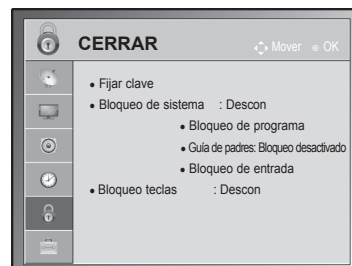 CERRAR
Mover
OK
• Fijar clave
• Bloqueo de sistema : Descon
• Bloqueo de programa
• Guía de padres: Bloqueo desactivado
• Bloqueo de entrada
• Bloqueo teclas : Descon